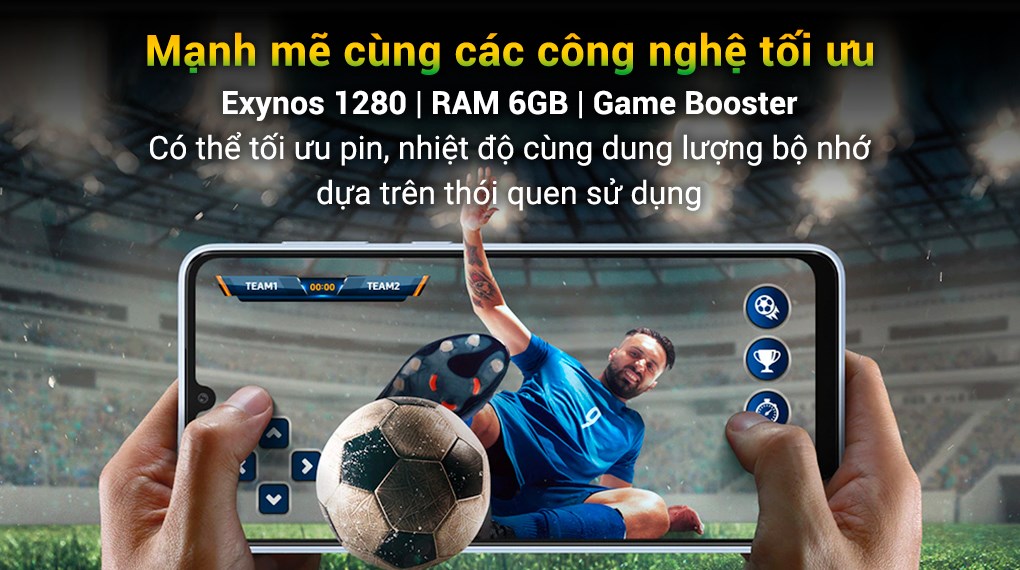 Mạnh mẽ cùng các công nghệ tối ưu
Exynos 1280 | RAM 6GB | Game Booster
Có thể tối ưu pin, nhiệt độ cùng dung lượng bộ nhớ
dựa trên thói quen sử dụng
TEAM1 00:00 TEAM2
9